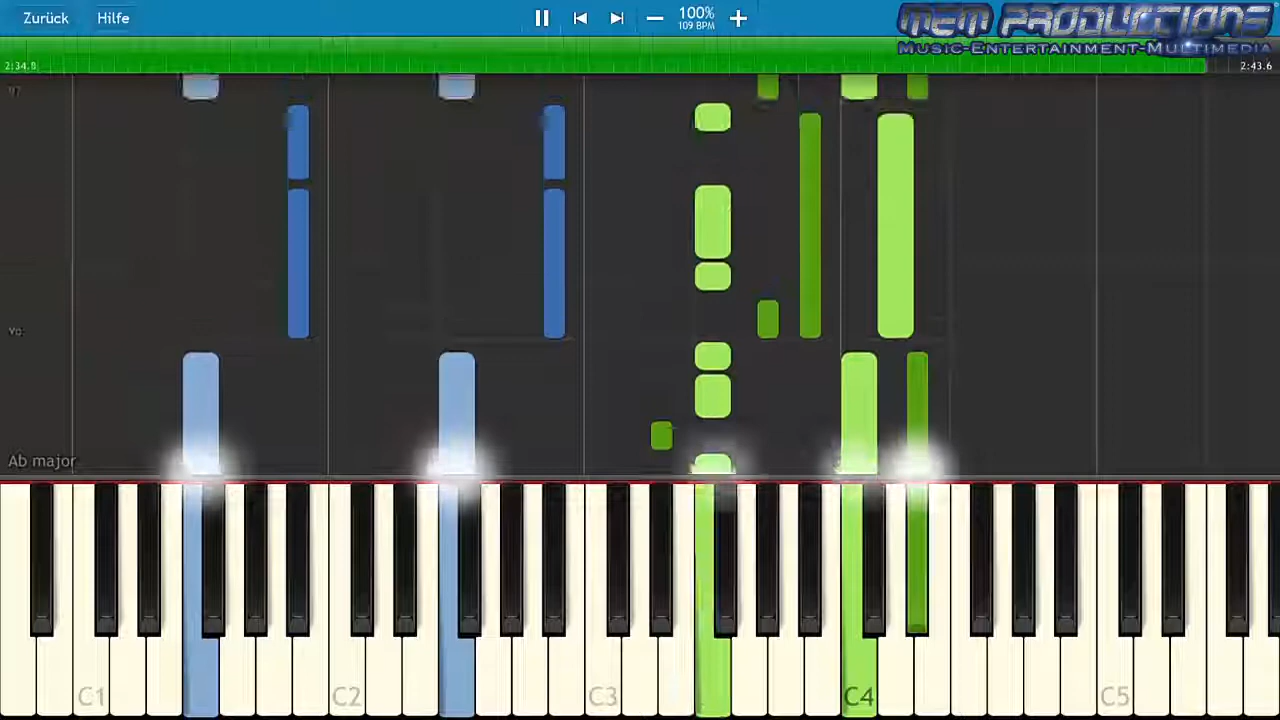 Zurück Hilfe 100%
109 BPM
MEM PRODUCTIONS
Music-Entertainment-Multimedia
2:34.8 2:43.6
97
Ab major
C1 C2 C3 C4 C5